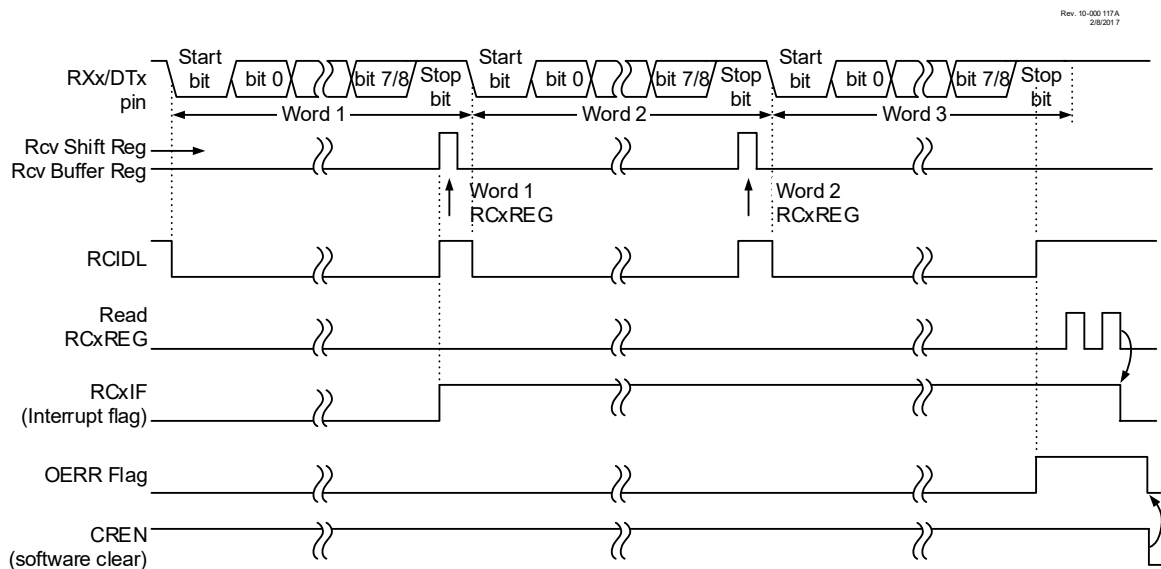 Rev. 10-000 117A
2/8/2017
RXx/DTx
pin
Start
bit
bit 0
bit 7/8
Stop
bit
Start
bit
bit 0
bit 7/8
Stop
bit
Start
bit
bit 0
bit 7/8
Stop
bit
Word 1
Word 2
Word 3
Rcv Shift Reg
Rcv Buffer Reg
Word 1
RCxREG
Word 2
RCxREG
RCIDL
Read
RCxREG
RCxIF
(Interrupt flag)
OERR Flag
CREN
(software clear)